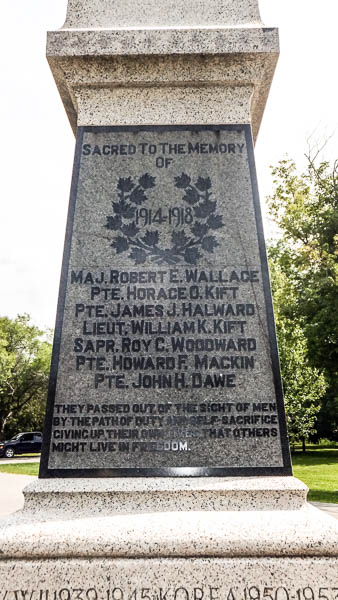 SACRED TO THE MEMORY
OF
1914-1918
MAJ. ROBERT E. WALLACE
PTE. HORACE O. KIFT
PTE. JAMES J. HALWARD
LIEUT. WILLIAM K. KIFT
SAPR. ROY C. WOODWARD
PTE. HOWARD F. MACKIN
PTE. JOHN H. DAWE
THEY PASSED OUT OF THE SIGHT OF MEN
BY THE PATH OF DUTY AND SELF-SACRIFICE
GIVING UP THEIR OWN THAT OTHERS
MIGHT LIVE IN FREEDOM.
1939-1945 KOREA 1950-1953